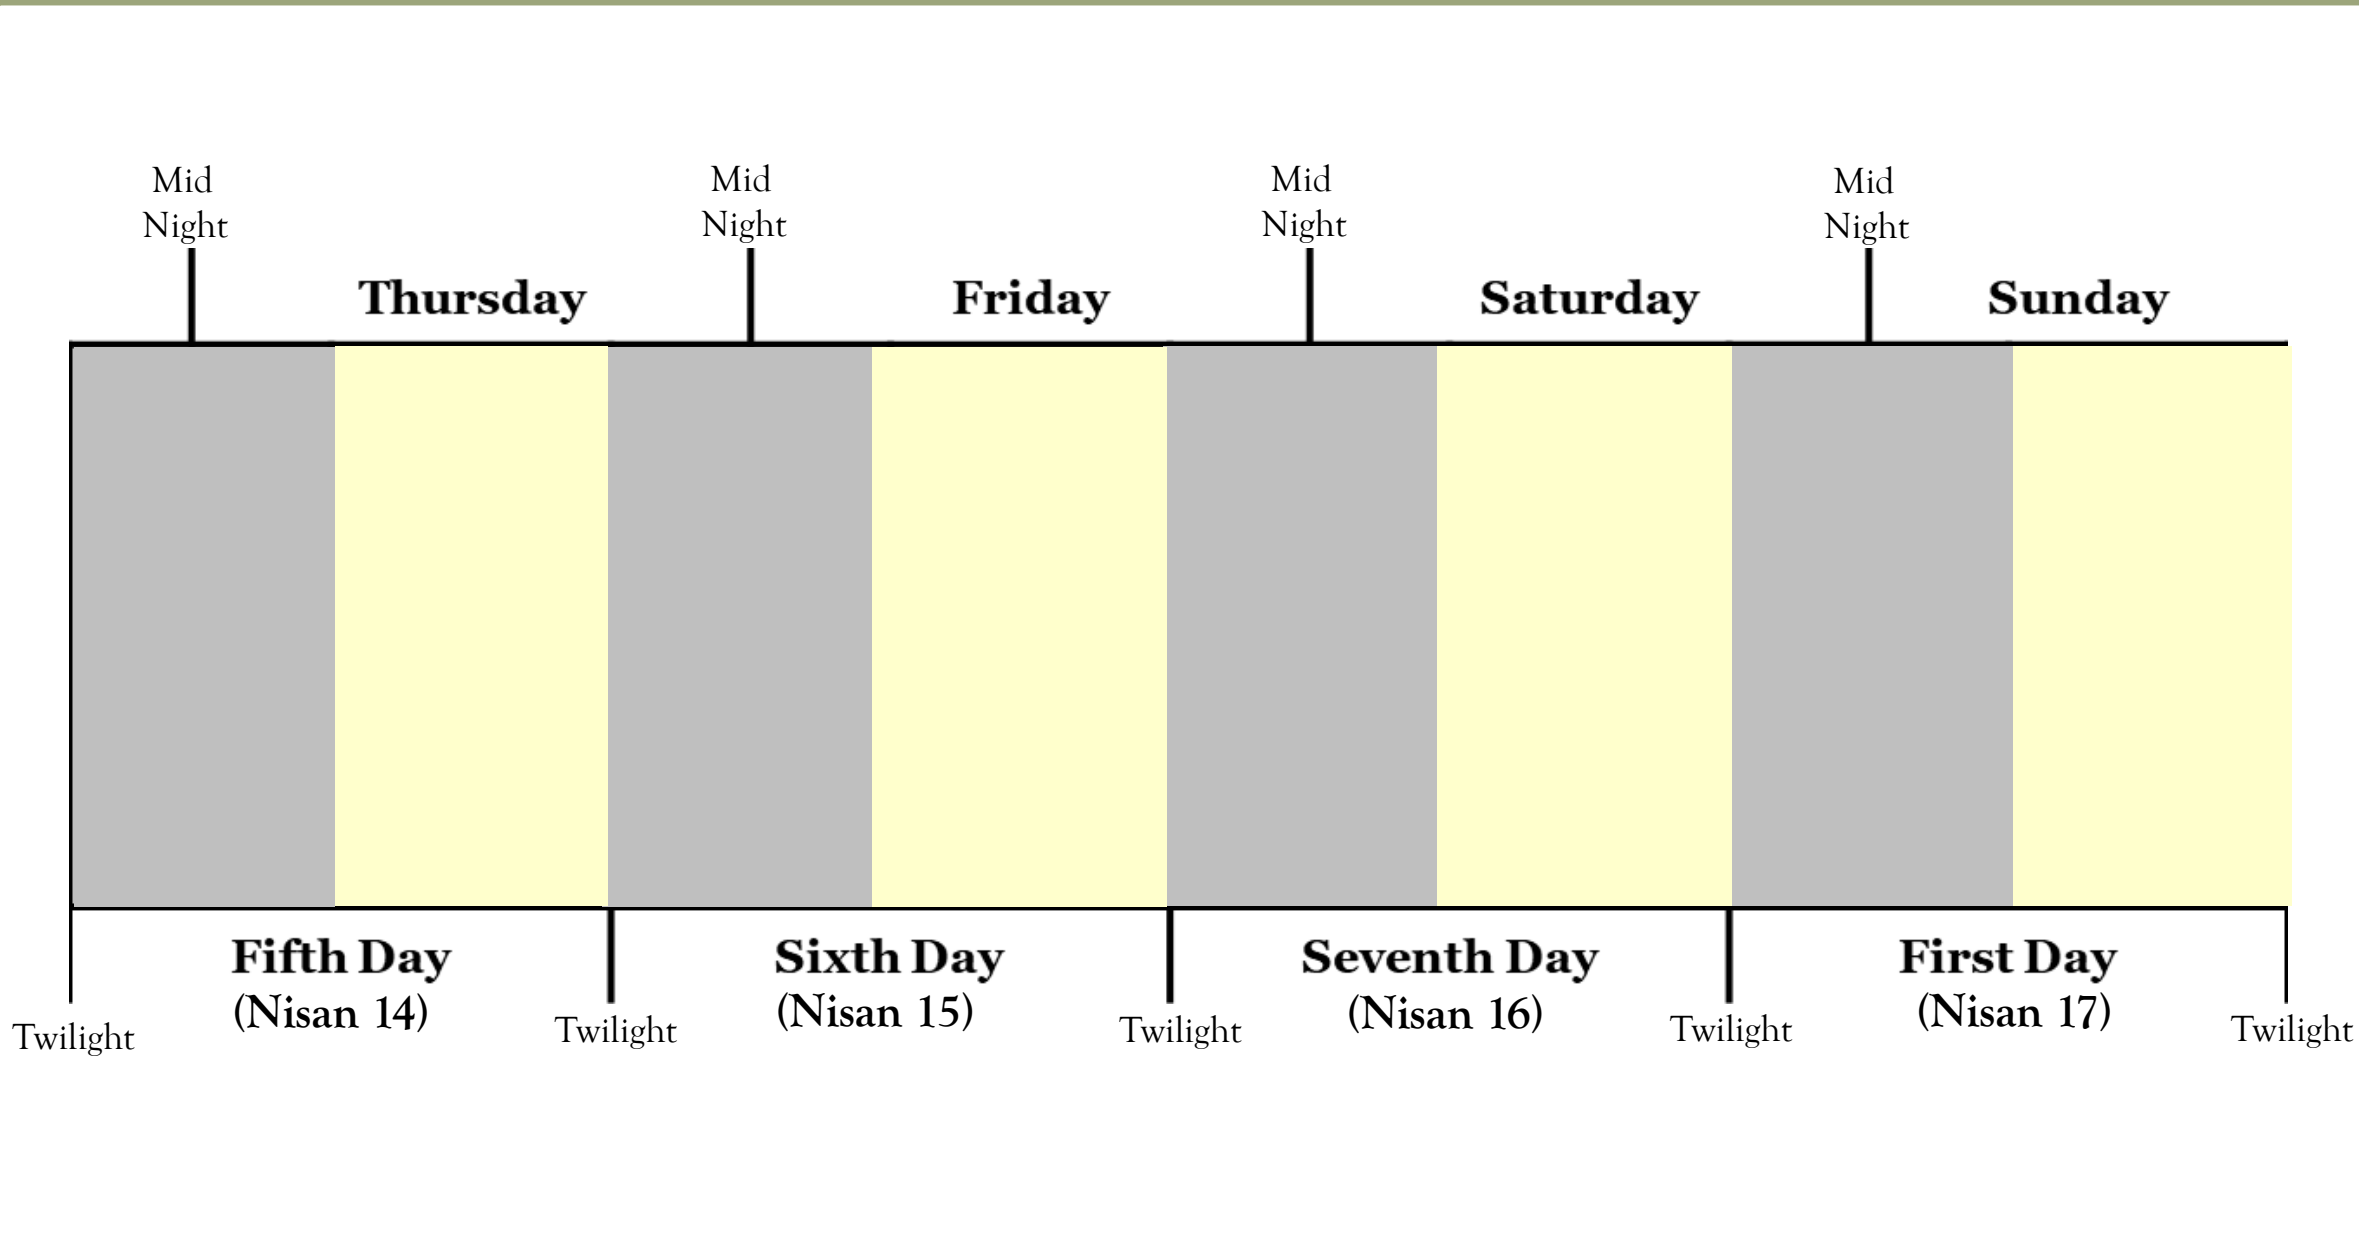 Mid
Night
Mid
Night
Mid
Night
Mid
Night
Thursday
Friday
Saturday
Sunday
Fifth Day
(Nisan 14)
Sixth Day
(Nisan 15)
Seventh Day
(Nisan 16)
First Day
(Nisan 17)
Twilight
Twilight
Twilight
Twilight
Twilight